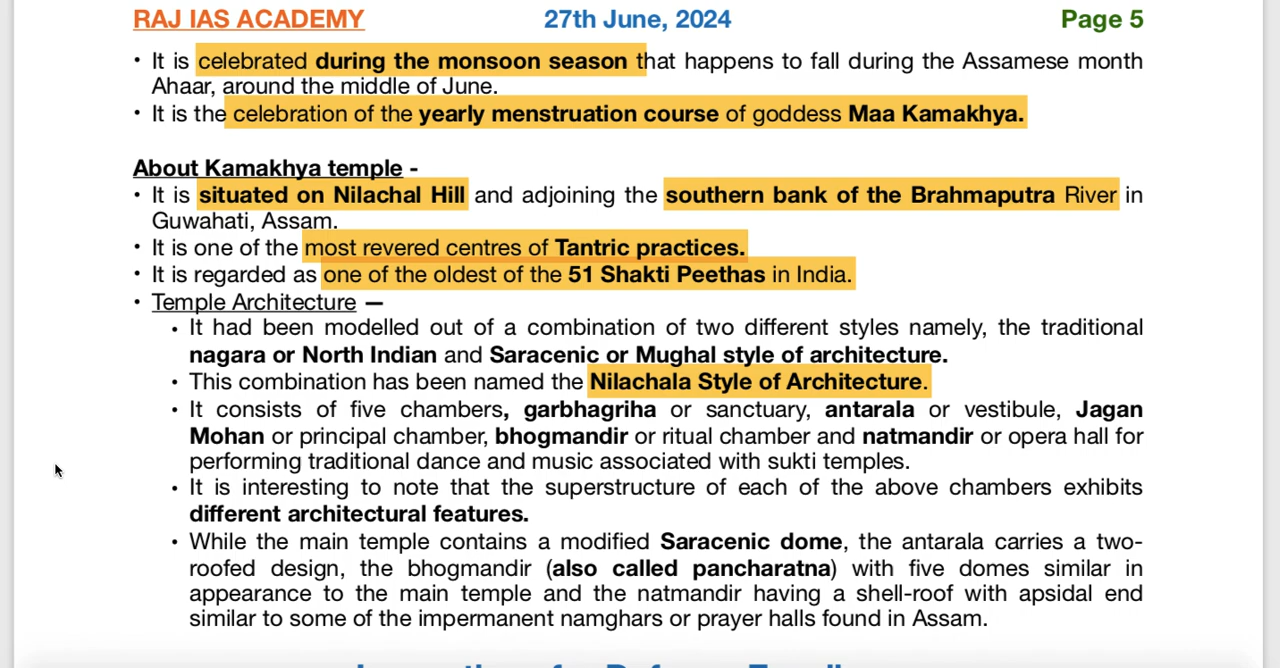 RAJ IAS ACADEMY 27th June, 2024 Page 5
• It is celebrated during the monsoon season that happens to fall during the Assamese month
Ahaar, around the middle of June.
• It is the celebration of the yearly menstruation course of goddess Maa Kamakhya.
About Kamakhya temple -
• It is situated on Nilachal Hill and adjoining the southern bank of the Brahmaputra River in
Guwahati, Assam.
• It is one of the most revered centres of Tantric practices.
• It is regarded as one of the oldest of the 51 Shakti Peethas in India.
• Temple Architecture —
• It had been modelled out of a combination of two different styles namely, the traditional
nagara or North Indian and Saracenic or Mughal style of architecture.
• This combination has been named the Nilachala Style of Architecture.
• It consists of five chambers, garbhagriha or sanctuary, antarala or vestibule, Jagan
Mohan or principal chamber, bhogmandir or ritual chamber and natmandir or opera hall for
performing traditional dance and music associated with sukti temples.
• It is interesting to note that the superstructure of each of the above chambers exhibits
different architectural features.
• While the main temple contains a modified Saracenic dome, the antarala carries a two-
roofed design, the bhogmandir (also called pancharatna) with five domes similar in
appearance to the main temple and the natmandir having a shell-roof with apsidal end
similar to some of the impermanent namghars or prayer halls found in Assam.